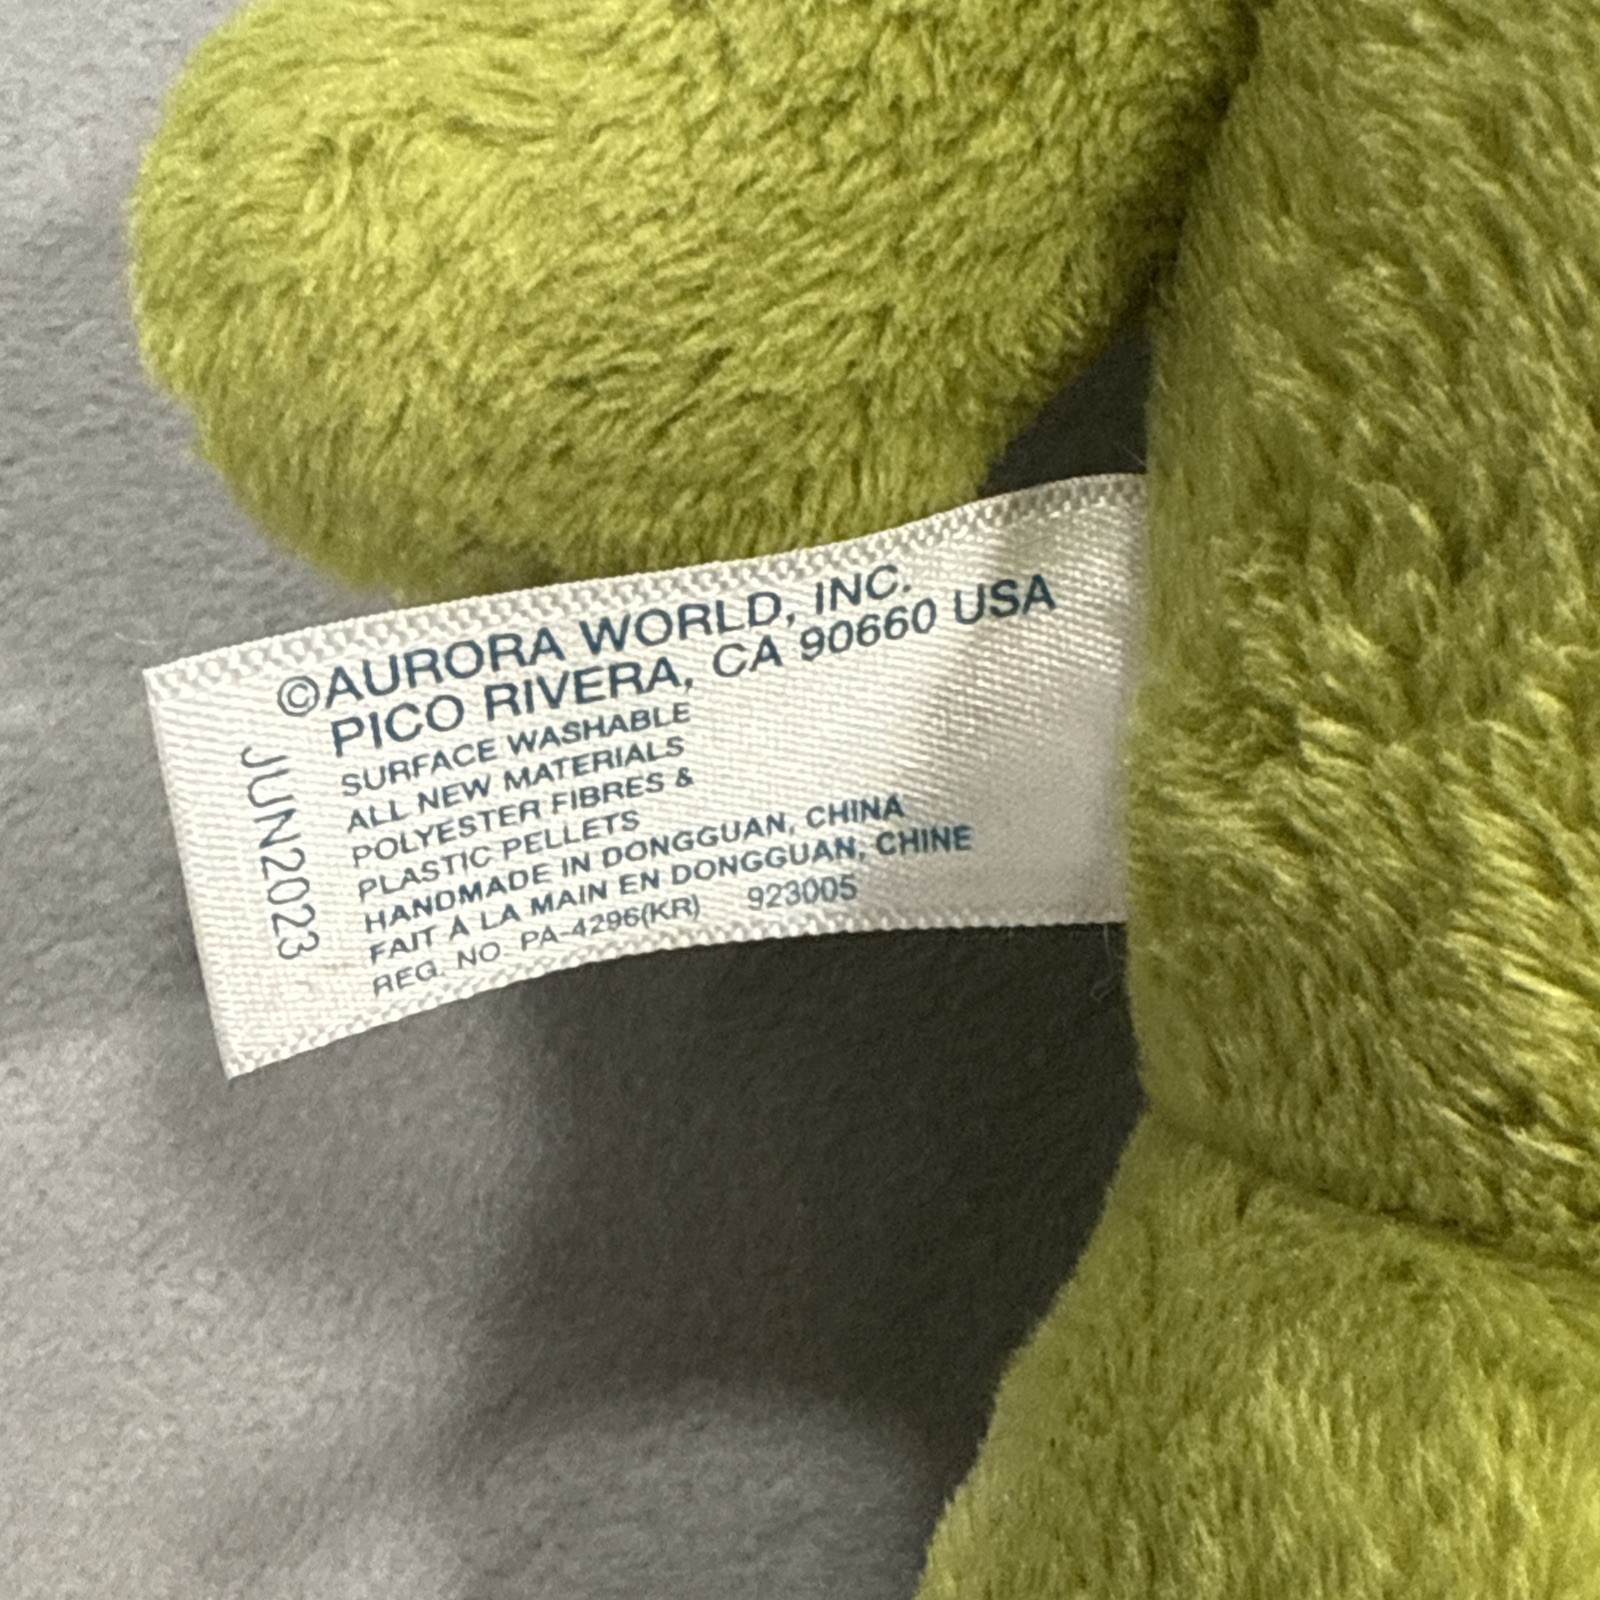 ©AURORA WORLD, INC.
PICO RIVERA, CA 90660 USA
SURFACE WASHABLE
ALL NEW MATERIALS
POLYESTER FIBRES &
PLASTIC PELLETS
HANDMADE IN DONGGUAN, CHINA
FAIT À LA MAIN EN DONGGUAN, CHINE
REG. NO. PA-4296(KR) 923005
JUN2023